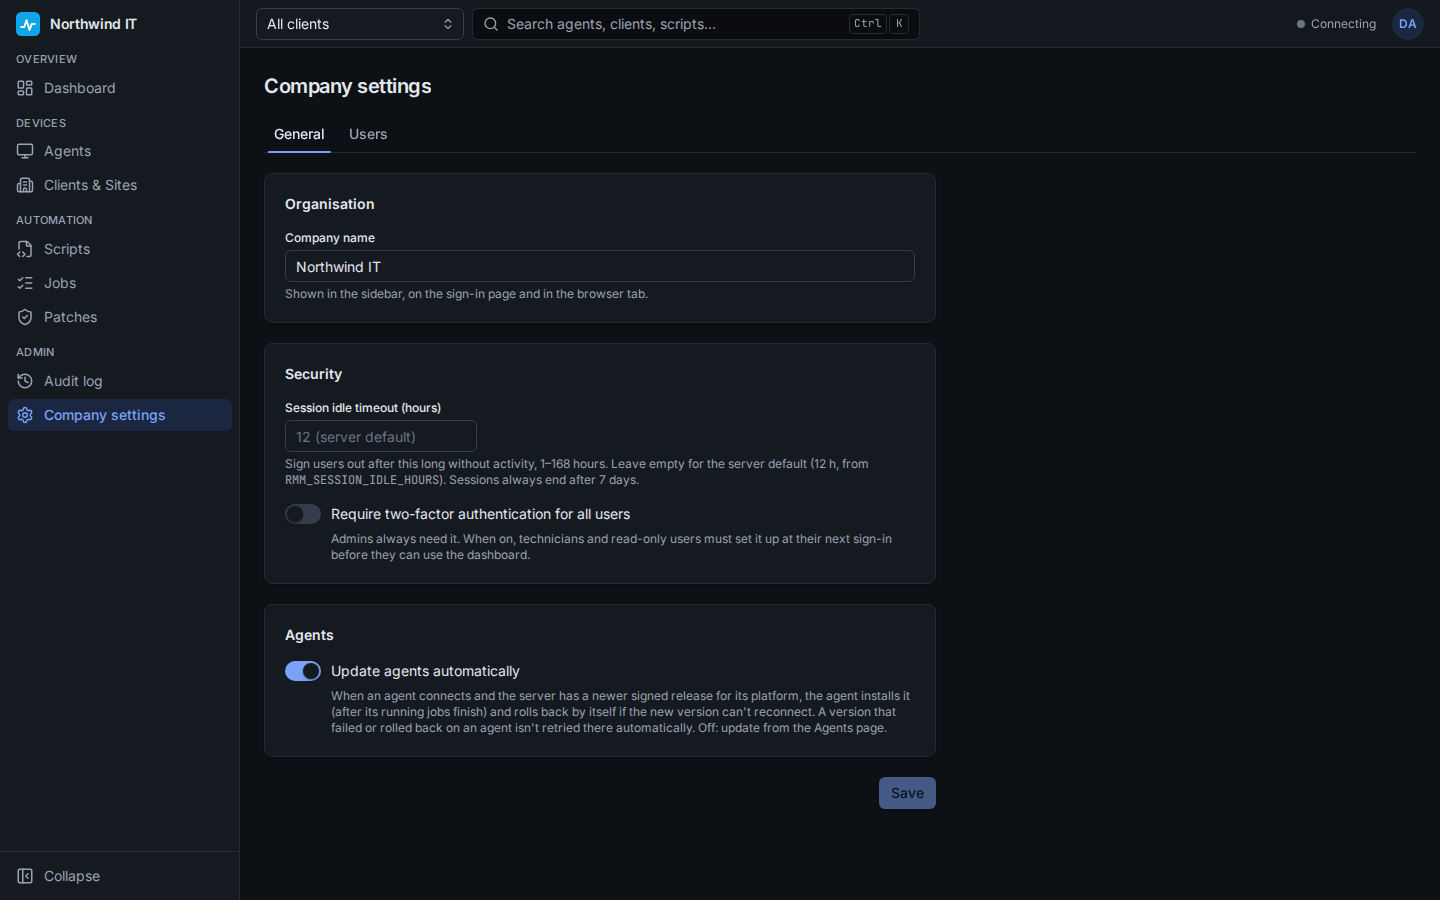 Northwind IT
All clients
Search agents, clients, scripts...
Ctrl K
Connecting
DA
OVERVIEW
Dashboard
DEVICES
Agents
Clients & Sites
AUTOMATION
Scripts
Jobs
Patches
ADMIN
Audit log
Company settings
Collapse
Company settings
General
Users
Organisation
Company name
Northwind IT
Shown in the sidebar, on the sign-in page and in the browser tab.
Security
Session idle timeout (hours)
12 (server default)
Sign users out after this long without activity, 1–168 hours. Leave empty for the server default (12 h, from
RMM_SESSION_IDLE_HOURS). Sessions always end after 7 days.
Require two-factor authentication for all users
Admins always need it. When on, technicians and read-only users must set it up at their next sign-in
before they can use the dashboard.
Agents
Update agents automatically
When an agent connects and the server has a newer signed release for its platform, the agent installs it
(after its running jobs finish) and rolls back by itself if the new version can't reconnect. A version that
failed or rolled back on an agent isn't retried there automatically. Off: update from the Agents page.
Save